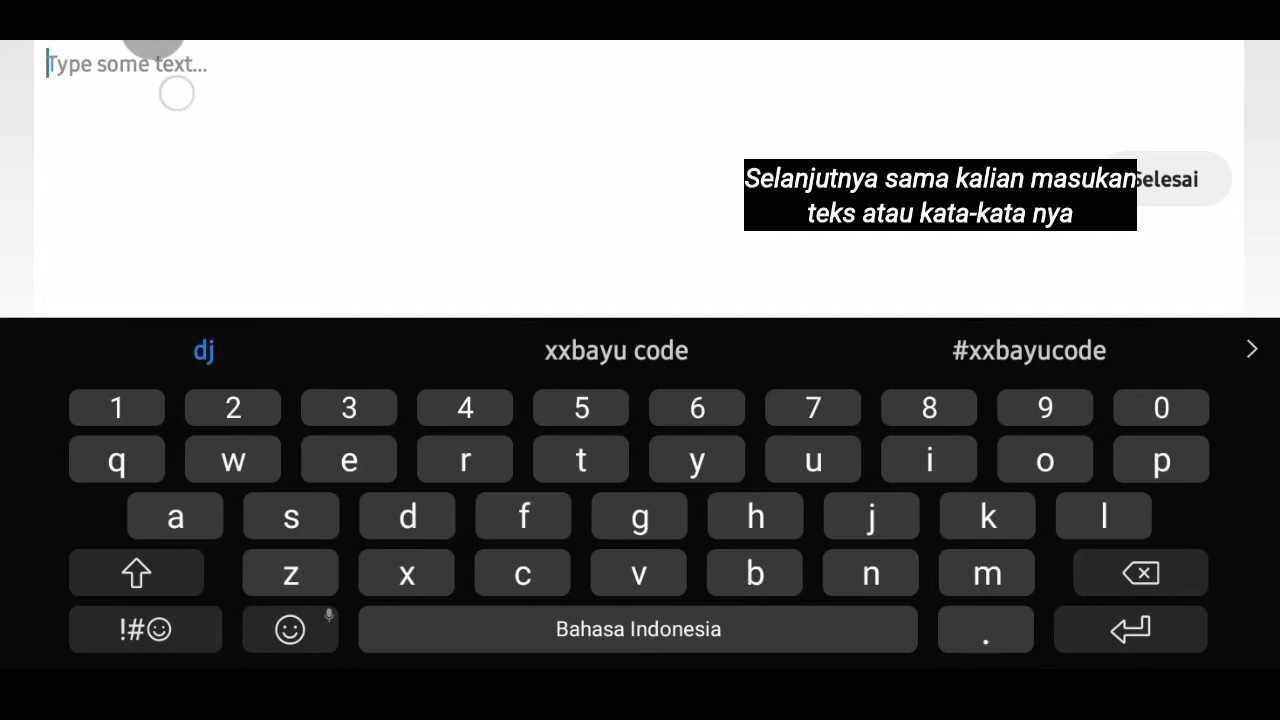 Type some text...
Selanjutnya sama kalian masukan
teks atau kata-kata nya
Selesai
dj
xxbayu code
#xxbayucode
1 2 3 4 5 6 7 8 9 0
q w e r t y u i o p
a s d f g h j k l
z x c v b n m
!#☺ Bahasa Indonesia .